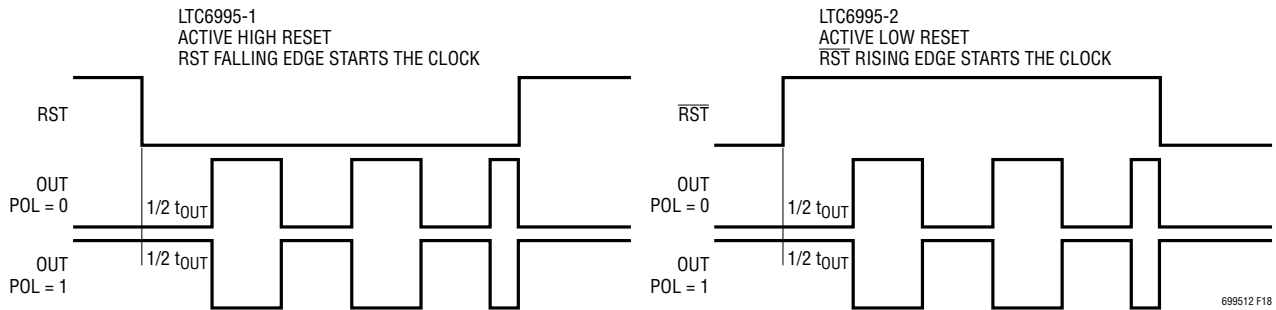 LTC6995-1
ACTIVE HIGH RESET
RST FALLING EDGE STARTS THE CLOCK
RST
OUT
POL = 0
1/2 tOUT
OUT
POL = 1
1/2 tOUT
LTC6995-2
ACTIVE LOW RESET
R̅S̅T̅ RISING EDGE STARTS THE CLOCK
R̅S̅T̅
OUT
POL = 0
1/2 tOUT
OUT
POL = 1
1/2 tOUT
699512 F18